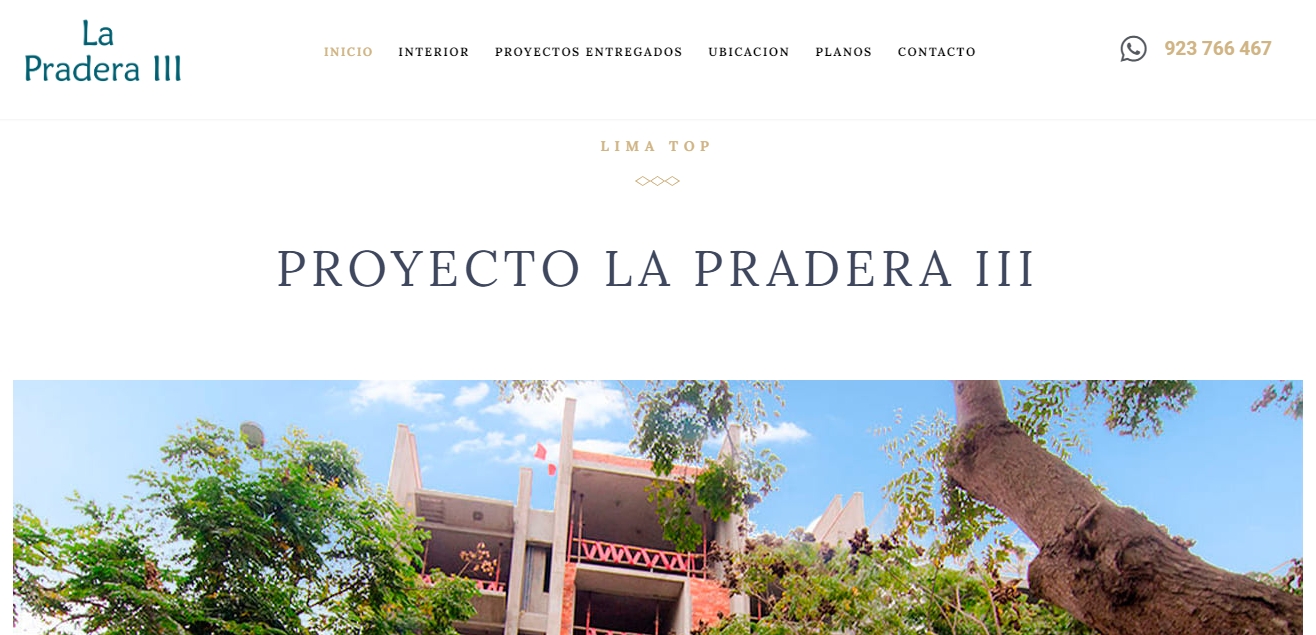 La
Pradera III
INICIO INTERIOR PROYECTOS ENTREGADOS UBICACION PLANOS CONTACTO
923 766 467
LIMA TOP
PROYECTO LA PRADERA III